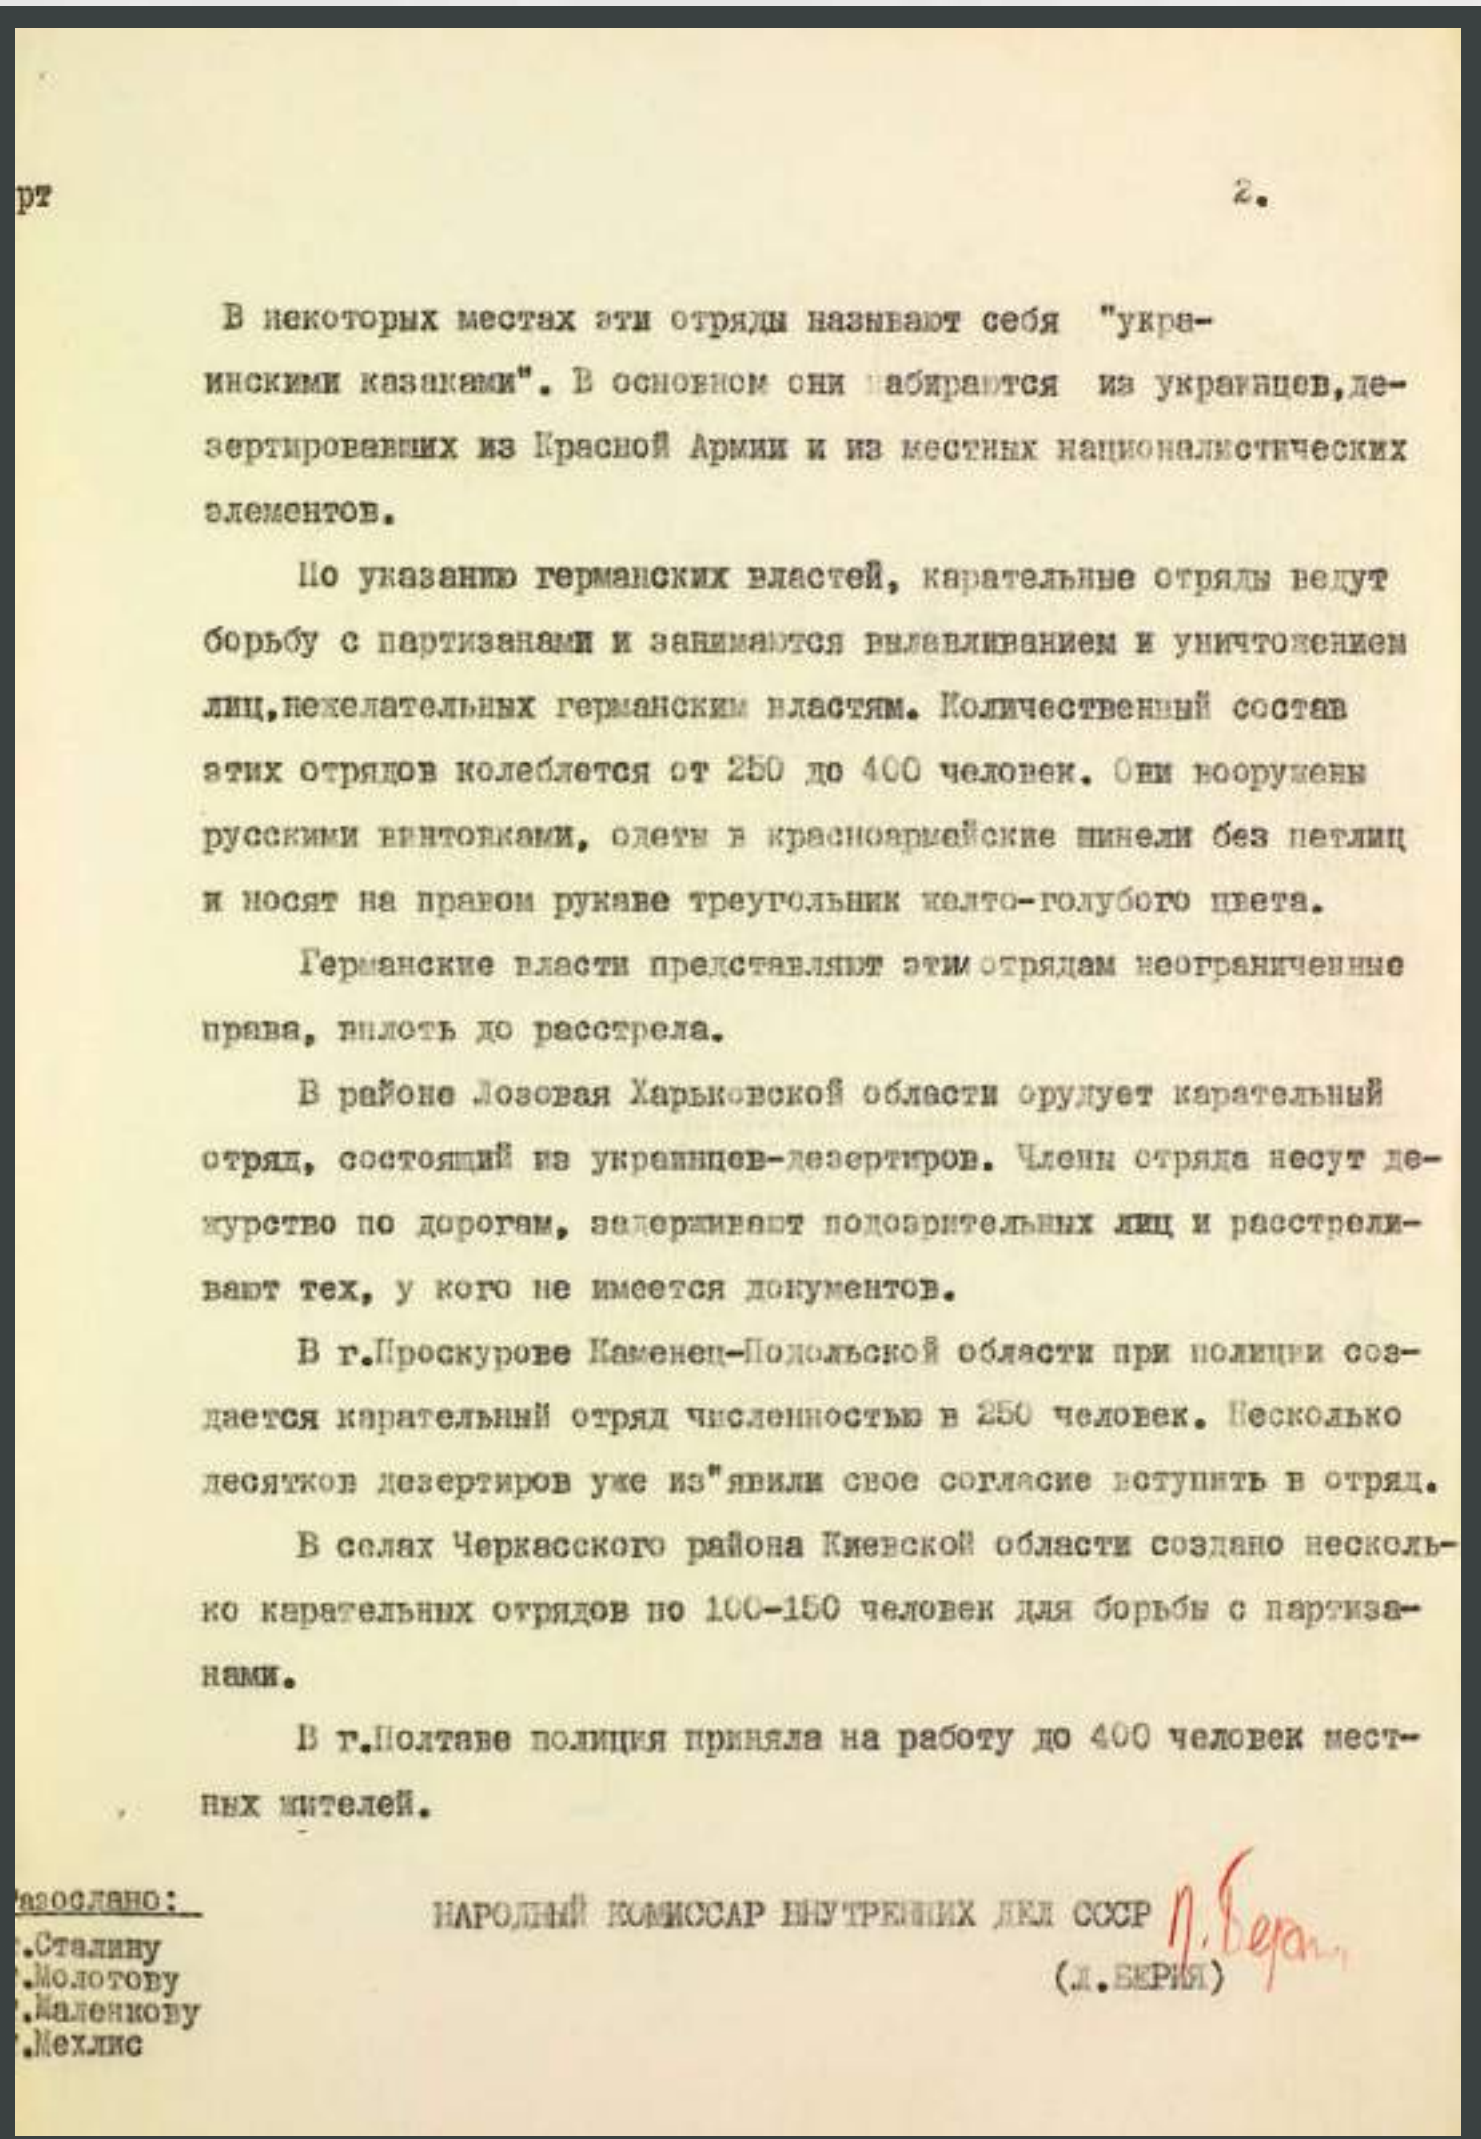 рт
2.
В некоторых местах эти отряды называют себя "укра-
инскими казаками". В основном они набираются из украинцев,де-
зертировавших из Красной Армии и из местных националистических
элементов.
По указанию германских властей, карательные отряды ведут
борьбу с партизанами и занимаются вылавливанием и уничтожением
лиц,нежелательных германским властям. Количественный состав
этих отрядов колеблется от 250 до 400 человек. Они вооружены
русскими винтовками, одеты в красноармейские шинели без петлиц
и носят на правом рукаве треугольник желто-голубого цвета.
Германские власти представляют этим отрядам неограниченные
права, вплоть до расстрела.
В районе Лозовая Харьковской области орудует карательный
отряд, состоящий из украинцев-дезертиров. Члены отряда несут де-
журство по дорогам, задерживают подозрительных лиц и расстрели-
вают тех, у кого не имеется документов.
В г.Проскурове Каменец-Подольской области при полиции соз-
дается карательный отряд численностью в 250 человек. Несколько
десятков дезертиров уже из"явили свое согласие вступить в отряд.
В селах Черкасского района Киевской области создано несколь-
ко карательных отрядов по 100-150 человек для борьбы с партиза-
нами.
В г.Полтаве полиция приняла на работу до 400 человек мест-
ных жителей.
НАРОДНЫЙ КОМИССАР ВНУТРЕННИХ ДЕЛ СССР Л. Берия
(Л.БЕРИЯ)
Разослано:
т.Сталину
т.Молотову
т.Маленкову
т.Мехлис